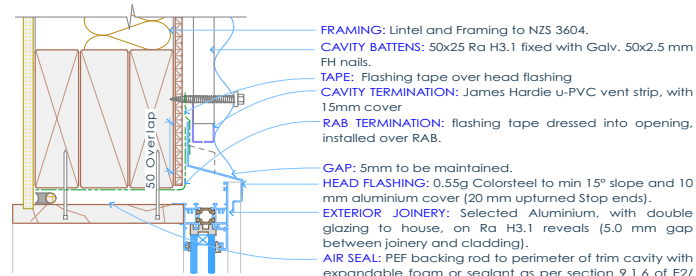 FRAMING: Lintel and Framing to NZS 3604.
CAVITY BATTENS: 50x25 Ra H3.1 fixed with Galv. 50x2.5 mm
FH nails.
TAPE: Flashing tape over head flashing
CAVITY TERMINATION: James Hardie u-PVC vent strip, with
15mm cover
RAB TERMINATION: flashing tape dressed into opening,
installed over RAB.
50 Overlap
GAP: 5mm to be maintained.
HEAD FLASHING: 0.55g Colorsteel to min 15° slope and 10
mm aluminium cover (20 mm upturned Stop ends).
EXTERIOR JOINERY: Selected Aluminium, with double
glazing to house, on Ra H3.1 reveals (5.0 mm gap
between joinery and cladding).
AIR SEAL: PEF backing rod to perimeter of trim cavity with
expandable foam or sealant as per section 9.1.6 of E2/